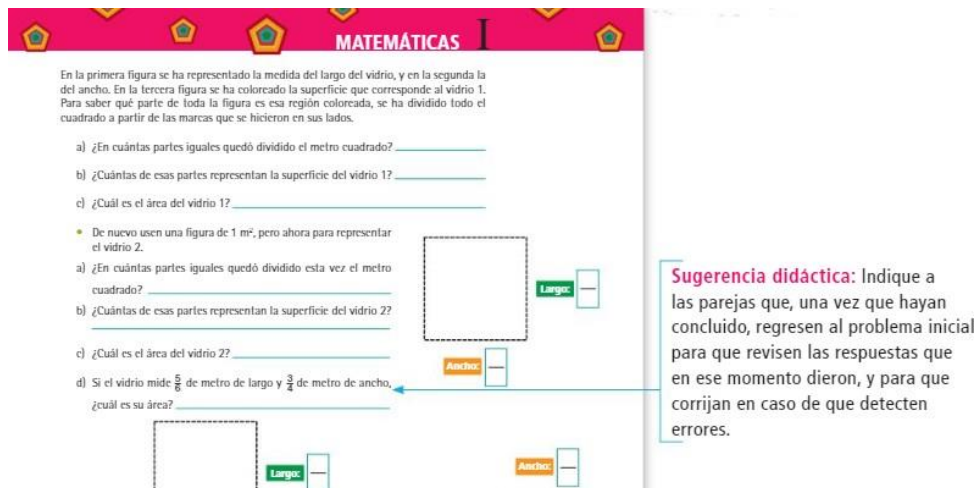 MATEMÁTICAS I
En la primera figura se ha representado la medida del largo del vidrio, y en la segunda la
del ancho. En la tercera figura se ha coloreado la superficie que corresponde al vidrio 1.
Para saber qué parte de toda la figura es esa región coloreada, se ha dividido todo el
cuadrado a partir de las marcas que se hicieron en sus lados.
a) ¿En cuántas partes iguales quedó dividido el metro cuadrado?
b) ¿Cuántas de esas partes representan la superficie del vidrio 1?
c) ¿Cuál es el área del vidrio 1?
• De nuevo usen una figura de 1 m², pero ahora para representar
el vidrio 2.
a) ¿En cuántas partes iguales quedó dividido esta vez el metro
cuadrado?
b) ¿Cuántas de esas partes representan la superficie del vidrio 2?
c) ¿Cuál es el área del vidrio 2?
d) Si el vidrio mide 5/6 de metro de largo y 3/4 de metro de ancho,
¿cuál es su área?
Largo:
Ancho:
Largo:
Ancho:
Sugerencia didáctica: Indique a
las parejas que, una vez que hayan
concluido, regresen al problema inicial
para que revisen las respuestas que
en ese momento dieron, y para que
corrijan en caso de que detecten
errores.